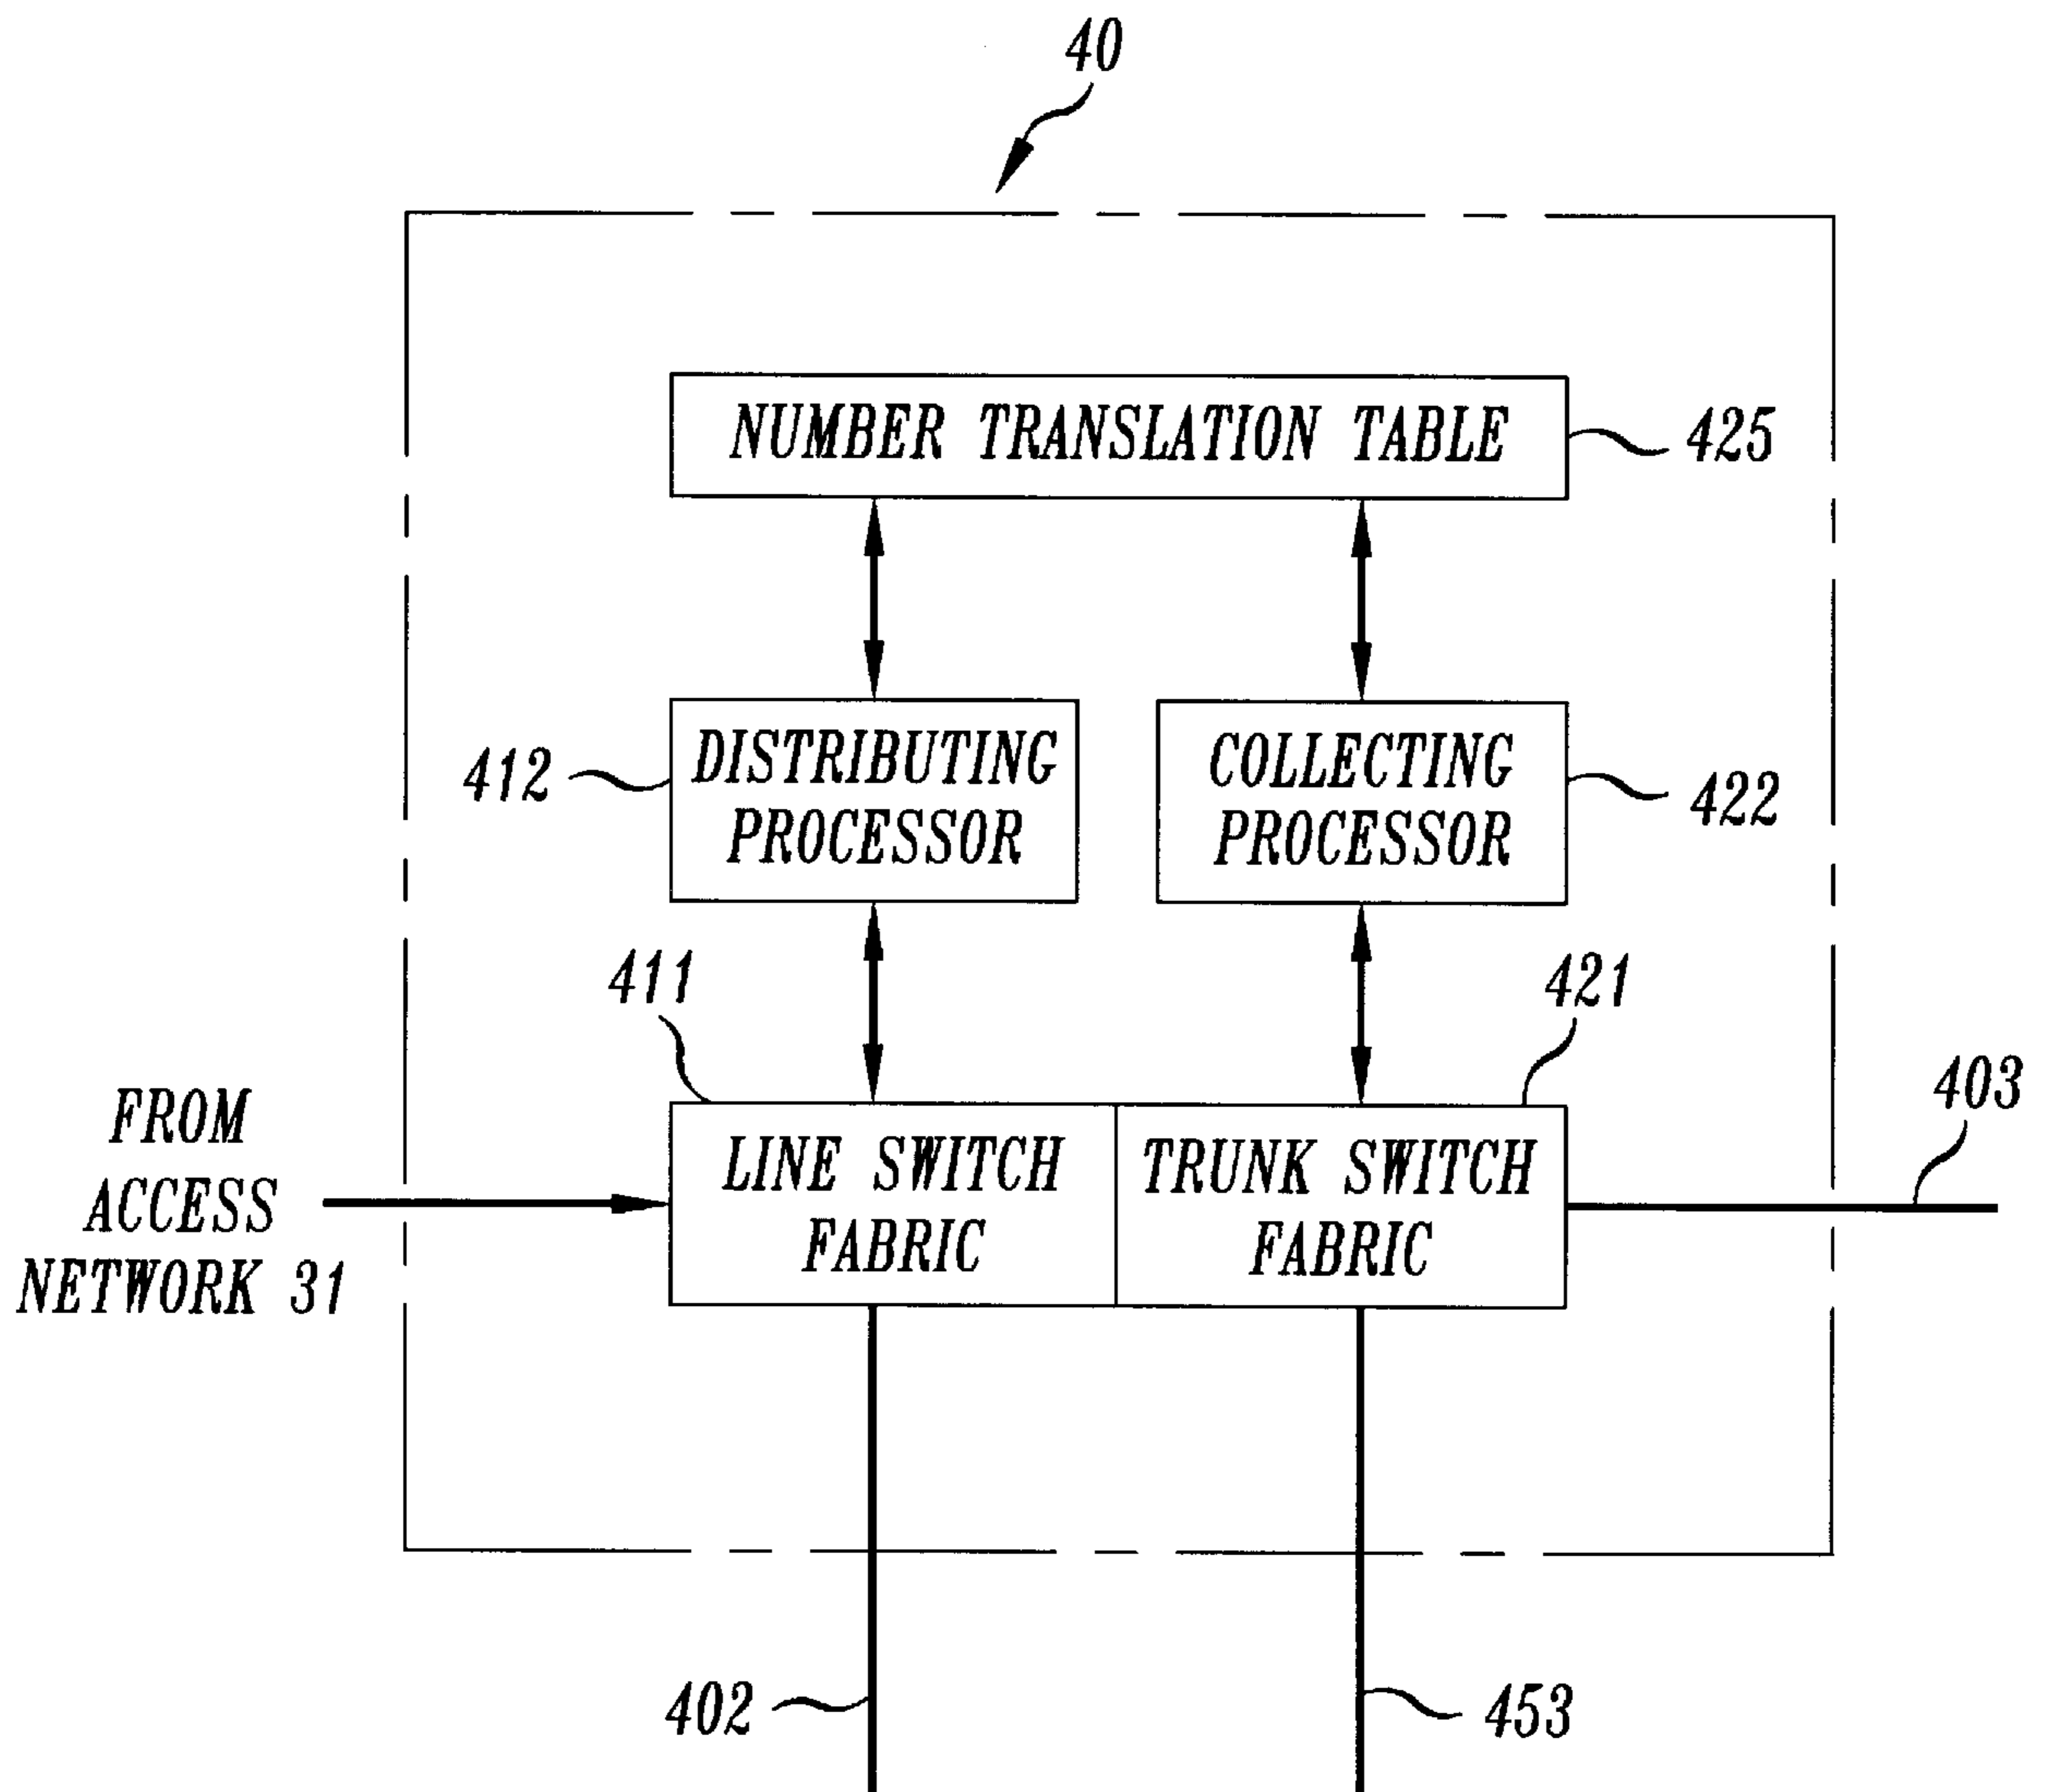 40
NUMBER TRANSLATION TABLE
425
DISTRIBUTING
PROCESSOR
412
COLLECTING
PROCESSOR
422
411
421
403
FROM
ACCESS
NETWORK 31
LINE SWITCH
FABRIC
TRUNK SWITCH
FABRIC
402
453